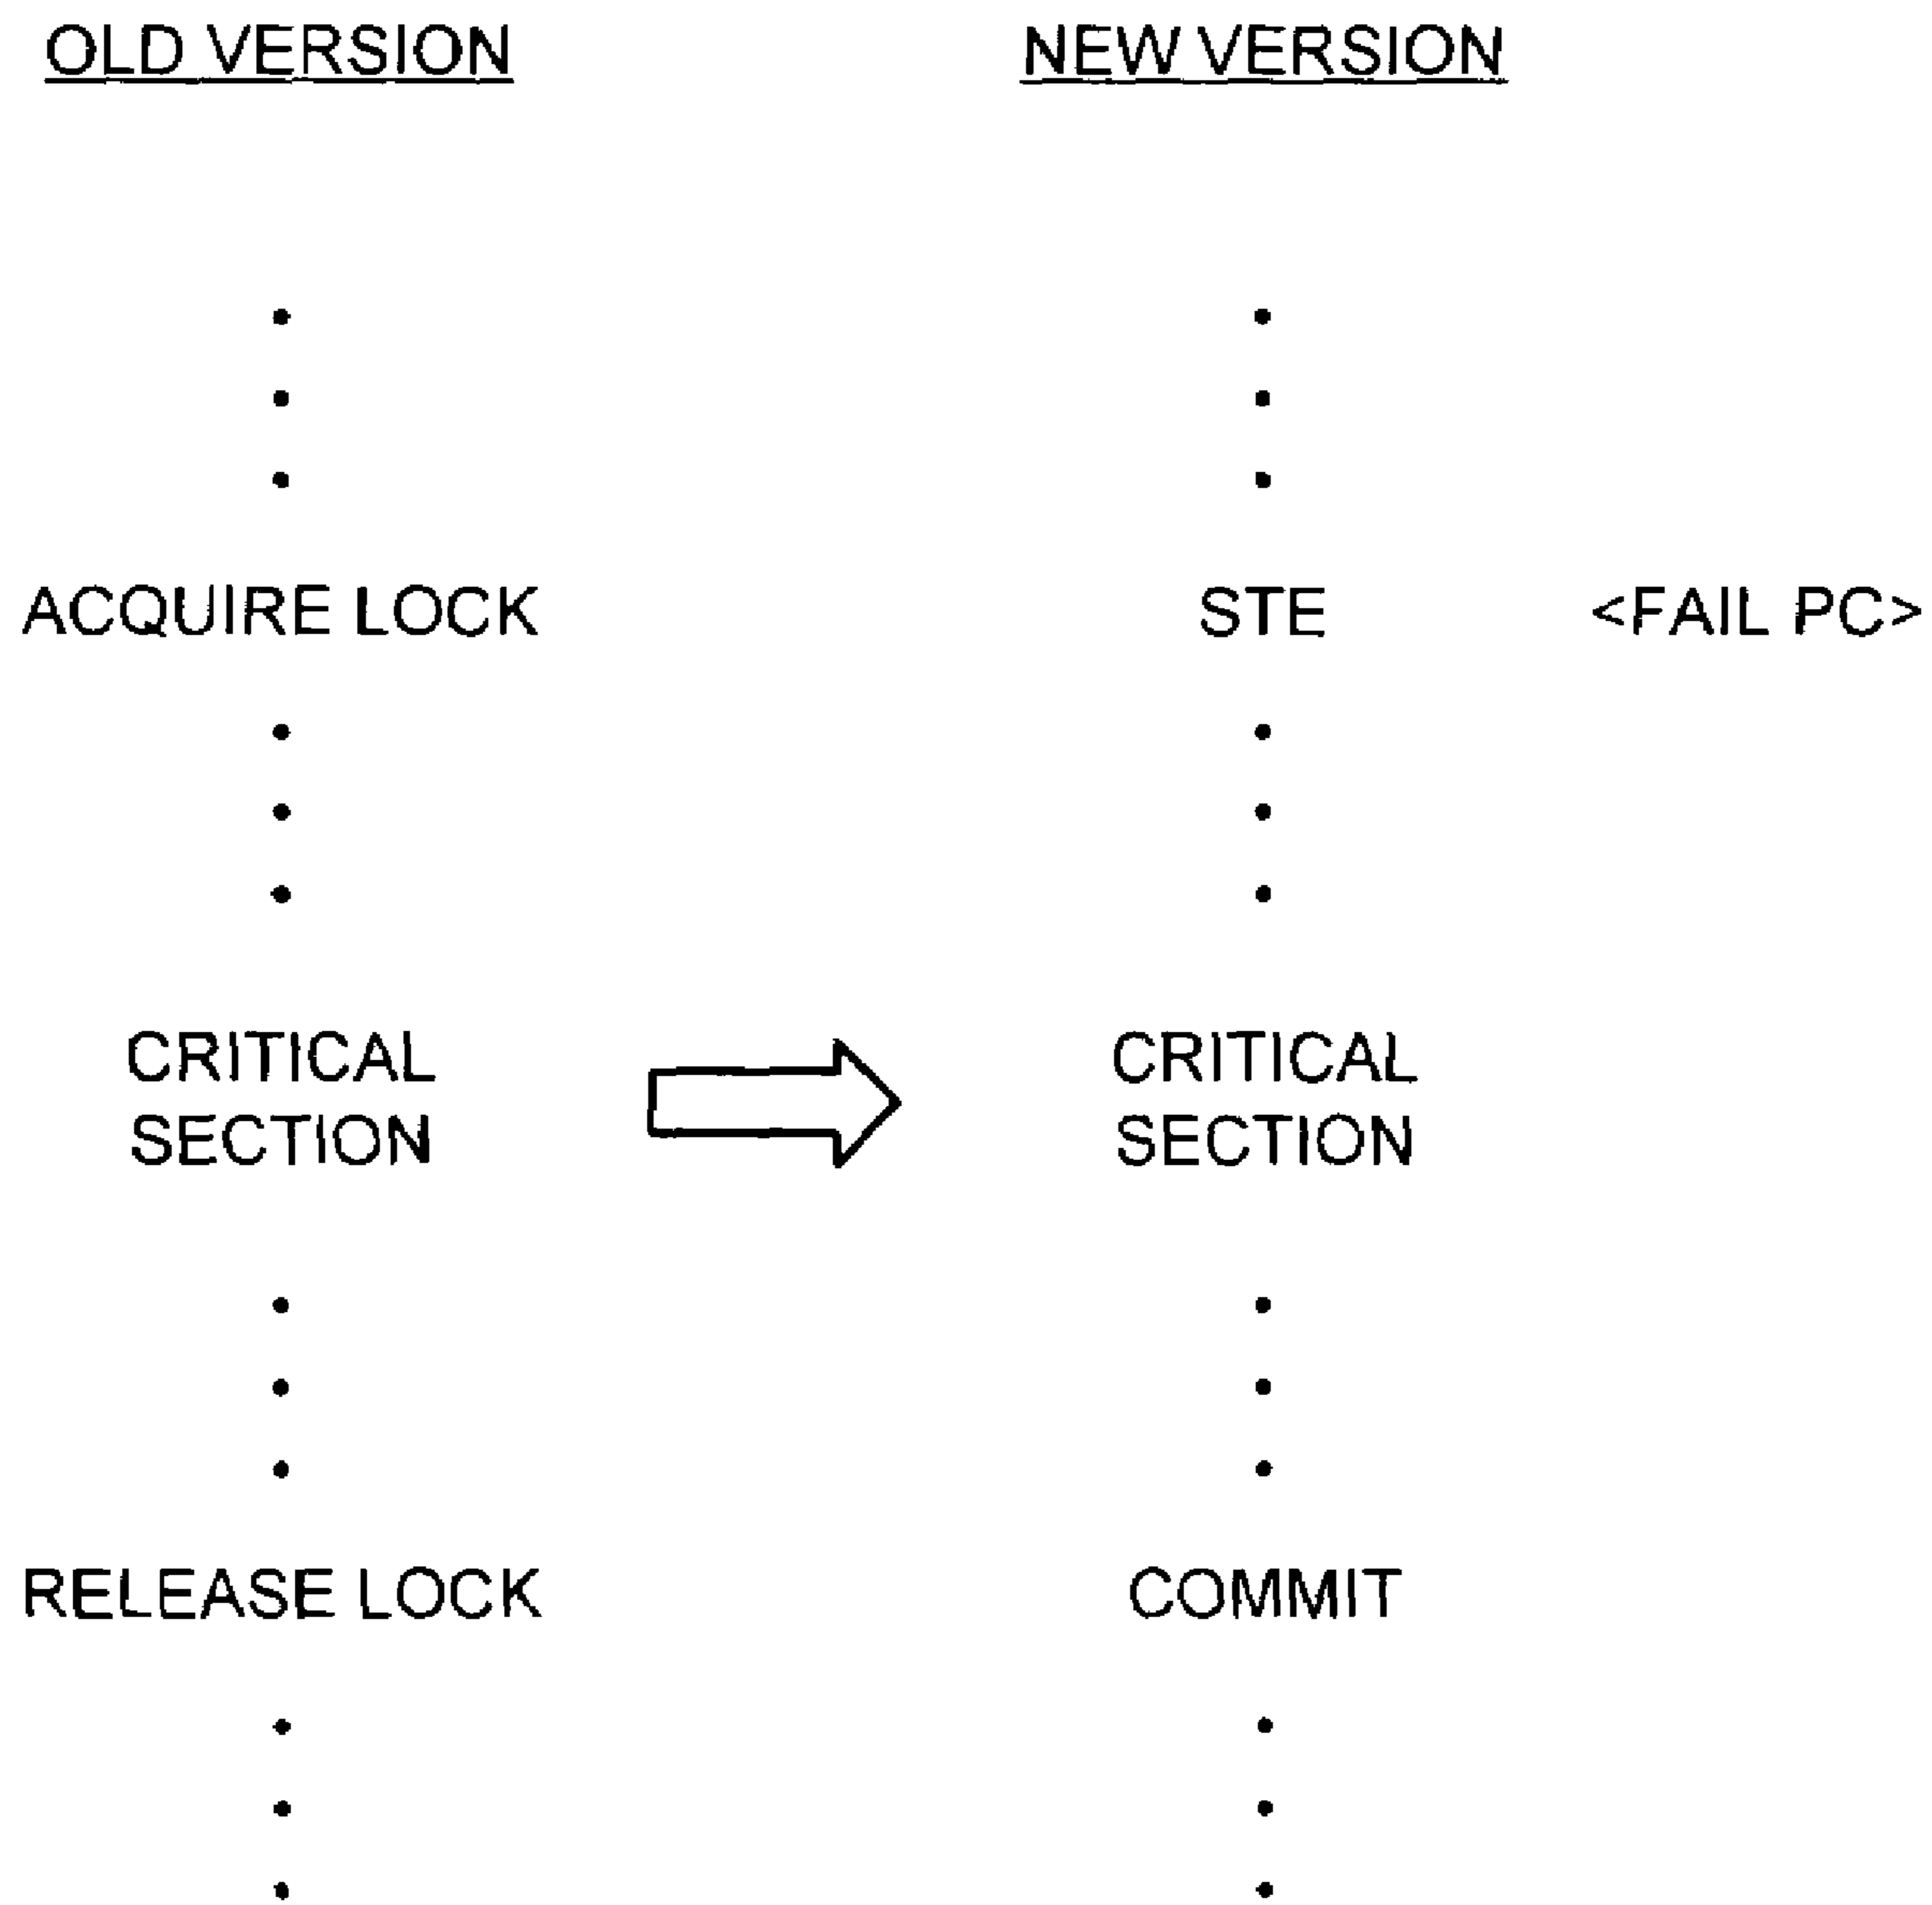 OLD VERSION
NEW VERSION
ACQUIRE LOCK
STE
<FAIL PC>
CRITICAL
SECTION
CRITICAL
SECTION
RELEASE LOCK
COMMIT